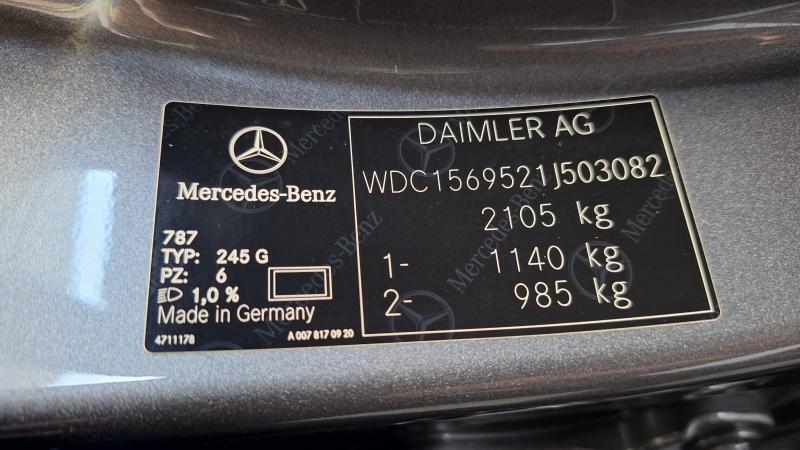 Mercedes-Benz
787
TYP: 245 G
PZ: 6
1,0 %
Made in Germany
4711178
A 007 817 09 20
DAIMLER AG
WDC1569521J503082
2105 kg
1- 1140 kg
2- 985 kg